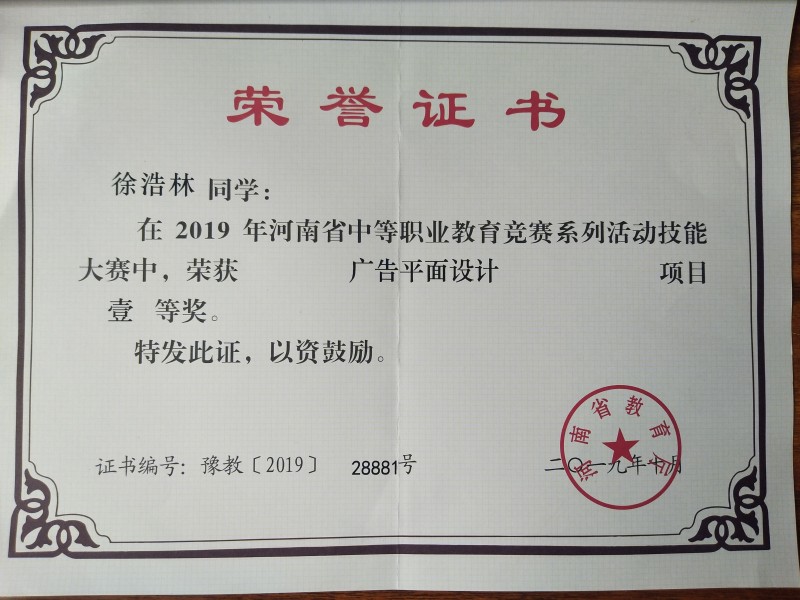 荣誉证书
徐浩林 同学：
在 2019 年河南省中等职业教育竞赛系列活动技能
大赛中，荣获 广告平面设计 项目
壹 等奖。
特发此证，以资鼓励。
河南省教育厅
证书编号：豫教〔2019〕 28881号 二〇一九年十月